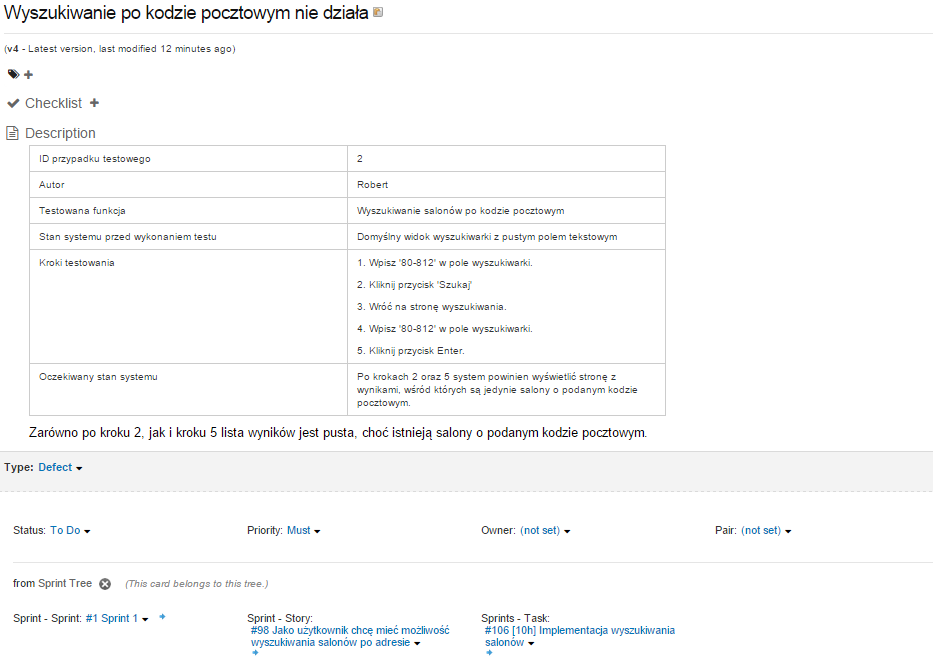 Wyszukiwanie po kodzie pocztowym nie działa
(v4 - Latest version, last modified 12 minutes ago)
Checklist
Description
ID przypadku testowego 2
Autor Robert
Testowana funkcja Wyszukiwanie salonów po kodzie pocztowym
Stan systemu przed wykonaniem testu Domyślny widok wyszukiwarki z pustym polem tekstowym
Kroki testowania 1. Wpisz '80-812' w pole wyszukiwarki.
2. Kliknij przycisk 'Szukaj'
3. Wróć na stronę wyszukiwania.
4. Wpisz '80-812' w pole wyszukiwarki.
5. Kliknij przycisk Enter.
Oczekiwany stan systemu Po krokach 2 oraz 5 system powinien wyświetlić stronę z
wynikami, wśród których są jedynie salony o podanym kodzie
pocztowym.
Zarówno po kroku 2, jak i kroku 5 lista wyników jest pusta, choć istnieją salony o podanym kodzie pocztowym.
Type: Defect
Status: To Do Priority: Must Owner: (not set) Pair: (not set)
from Sprint Tree (This card belongs to this tree.)
Sprint - Sprint: #1 Sprint 1
Sprint - Story:
#98 Jako użytkownik chcę mieć możliwość
wyszukiwania salonów po adresie
Sprints - Task:
#106 [10h] Implementacja wyszukiwania
salonów